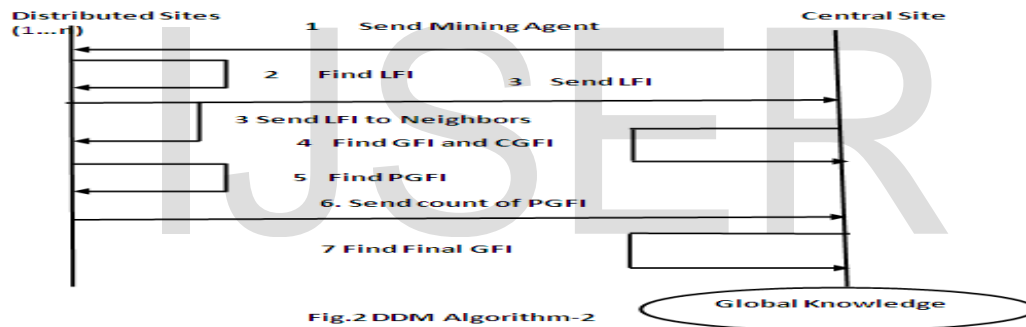 Distributed Sites
(1...n)
Central Site
1 Send Mining Agent
2 Find LFI
3 Send LFI
3 Send LFI to Neighbors
4 Find GFI and CGFI
5 Find PGFI
6. Send count of PGFI
7 Find Final GFI
Global Knowledge
Fig.2 DDM Algorithm-2
IJSER